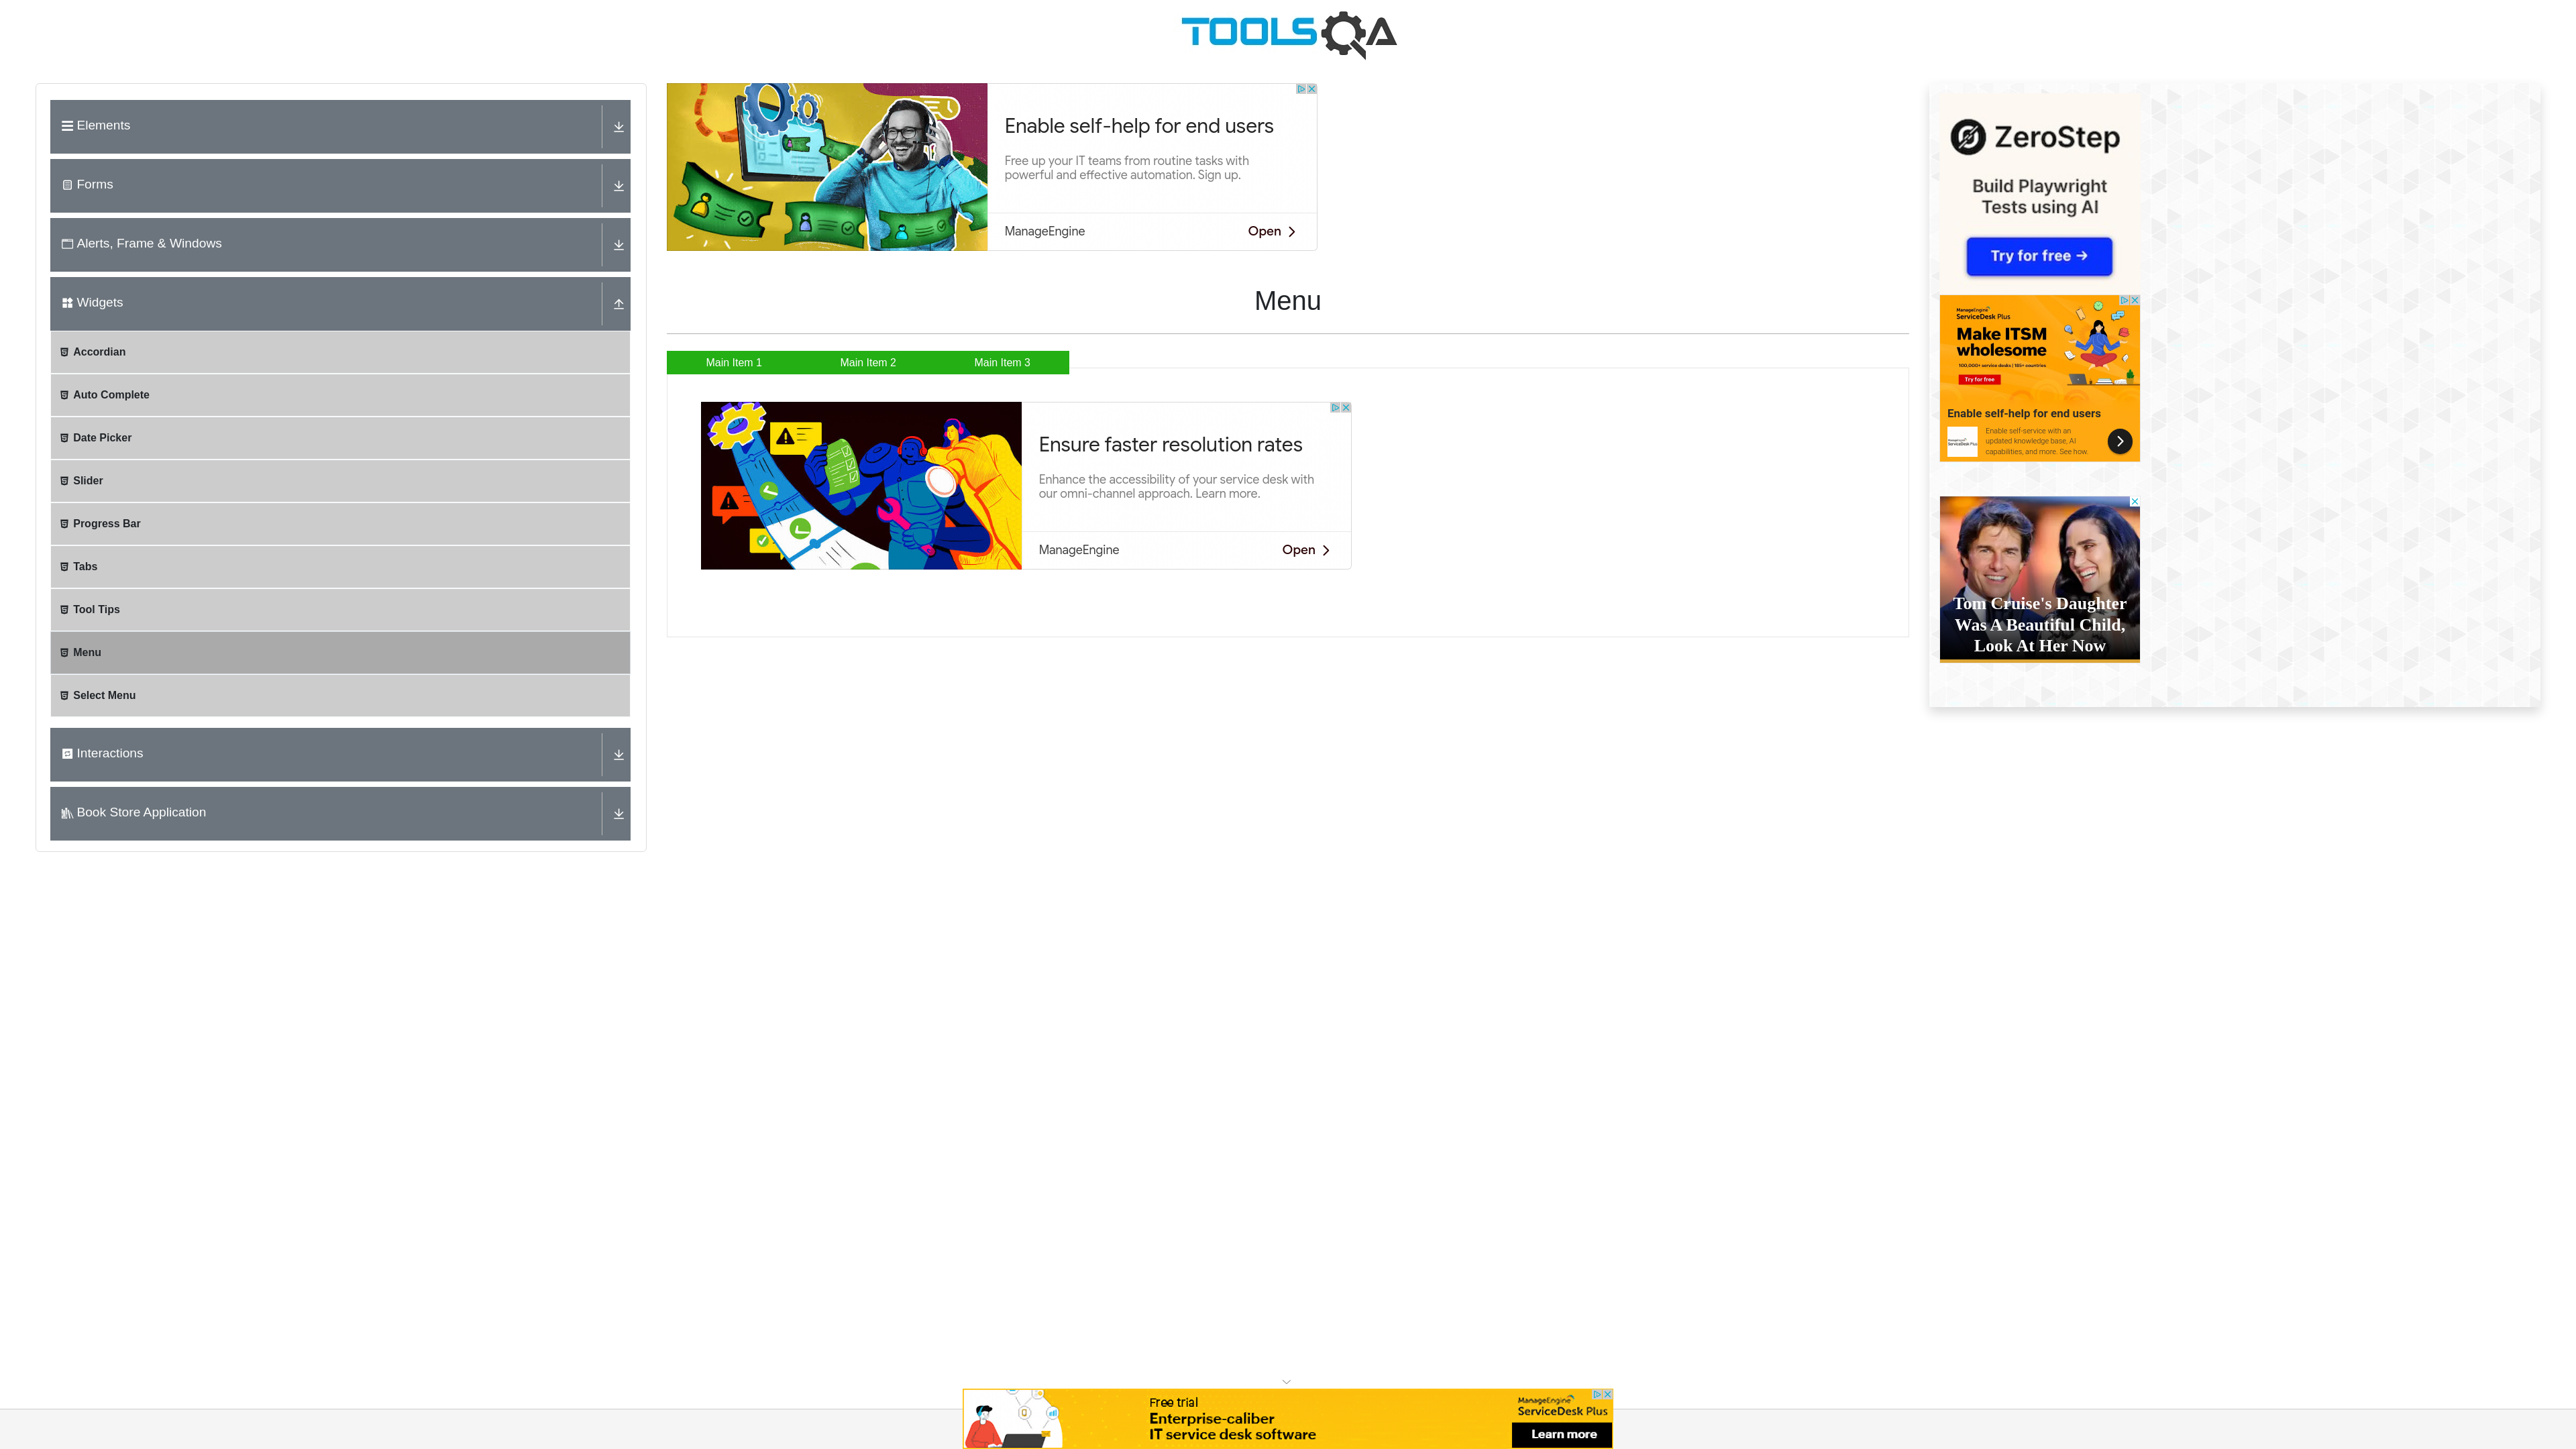 TOOLSQA
Elements
Forms
Alerts, Frame & Windows
Widgets
Accordian
Auto Complete
Date Picker
Slider
Progress Bar
Tabs
Tool Tips
Menu
Select Menu
Interactions
Book Store Application
Enable self-help for end users
Free up your IT teams from routine tasks with
powerful and effective automation. Sign up.
ManageEngine
Open
Menu
Main Item 1
Main Item 2
Main Item 3
Ensure faster resolution rates
Enhance the accessibility of your service desk with
our omni-channel approach. Learn more.
ManageEngine
Open
ZeroStep
Build Playwright
Tests using AI
Try for free →
ManageEngine
ServiceDesk Plus
Make ITSM
wholesome
100,000+ service desks | 185+ countries
Try for free
Enable self-help for end users
Enable self-service with an
updated knowledge base, AI
capabilities, and more. See how.
Tom Cruise's Daughter
Was A Beautiful Child,
Look At Her Now
Free trial
Enterprise-caliber
IT service desk software
ManageEngine
ServiceDesk Plus
Learn more